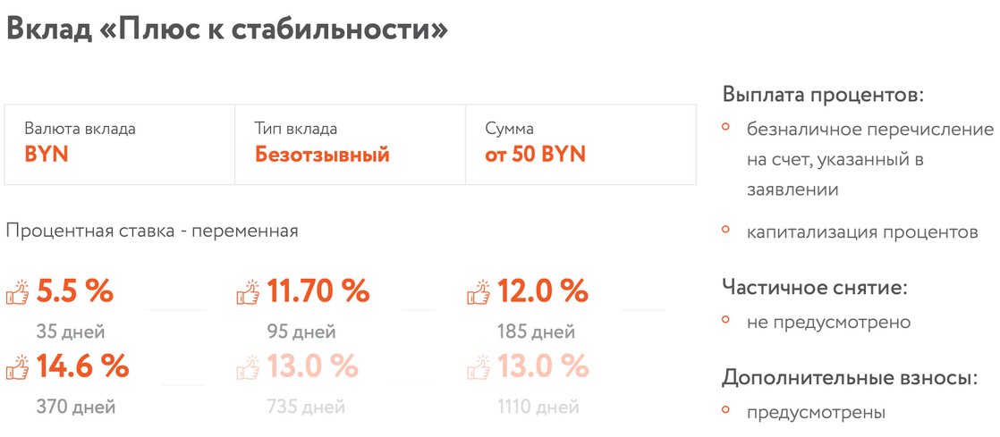 Вклад «Плюс к стабильности»
Валюта вклада
BYN
Тип вклада
Безотзывный
Сумма
от 50 BYN
Процентная ставка - переменная
5.5 %
35 дней
11.70 %
95 дней
12.0 %
185 дней
14.6 %
370 дней
13.0 %
735 дней
13.0 %
1110 дней
Выплата процентов:
безналичное перечисление
на счет, указанный в
заявлении
капитализация процентов
Частичное снятие:
не предусмотрено
Дополнительные взносы:
предусмотрены